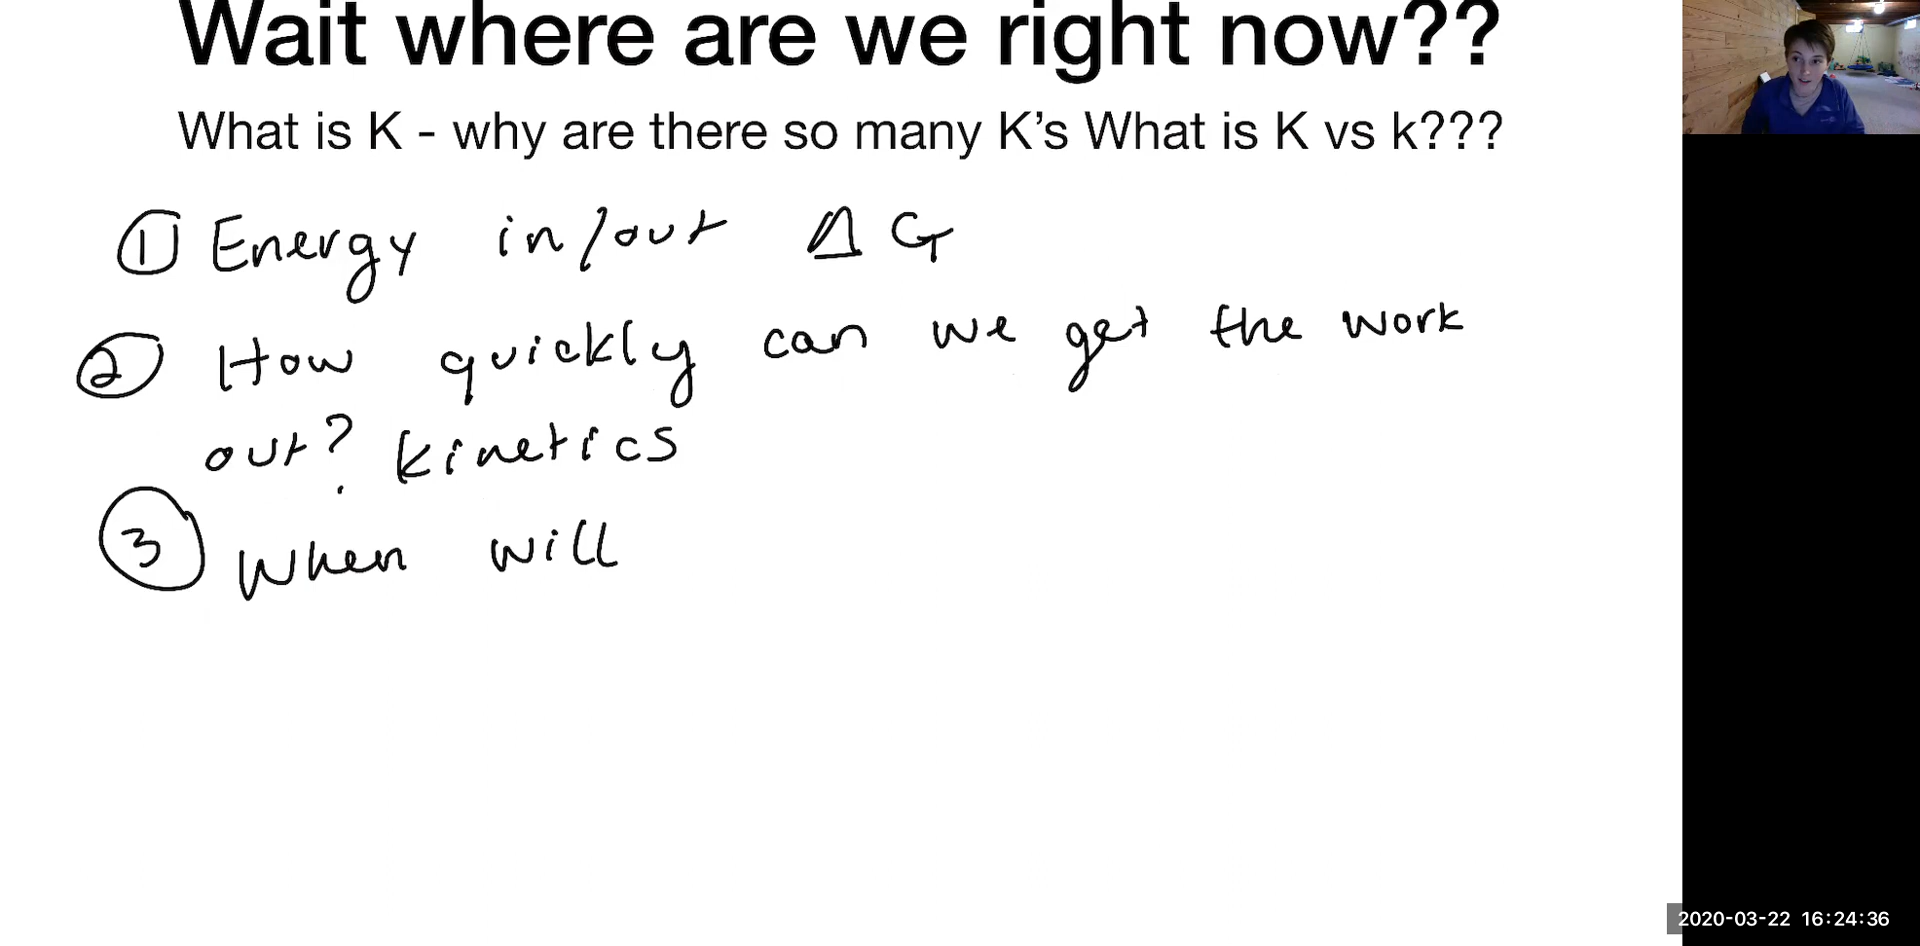 Wait where are we right now??
What is K - why are there so many K's What is K vs k???
① Energy in/out ΔG
② How quickly can we get the work
out? kinetics
③ When will
2020-03-22 16:24:36